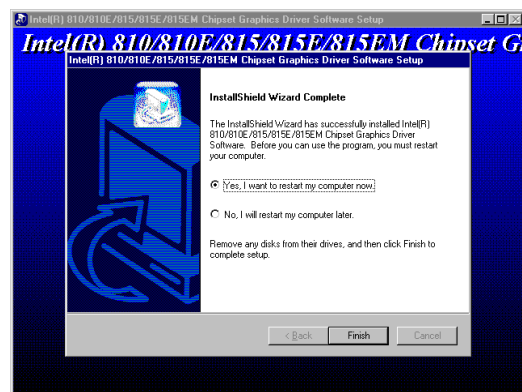 Intel(R) 810/810E/815/815E/815EM Chipset Graphics Driver Software Setup
Intel(R) 810/810E/815/815E/815EM Chipset G
Intel(R) 810/810E/815/815E/815EM Chipset Graphics Driver Software Setup
InstallShield Wizard Complete
The InstallShield Wizard has successfully installed Intel(R)
810/810E/815/815E/815EM Chipset Graphics Driver
Software. Before you can use the program, you must restart
your computer.
Yes, I want to restart my computer now.
No, I will restart my computer later.
Remove any disks from their drives, and then click Finish to
complete setup.
< Back Finish Cancel